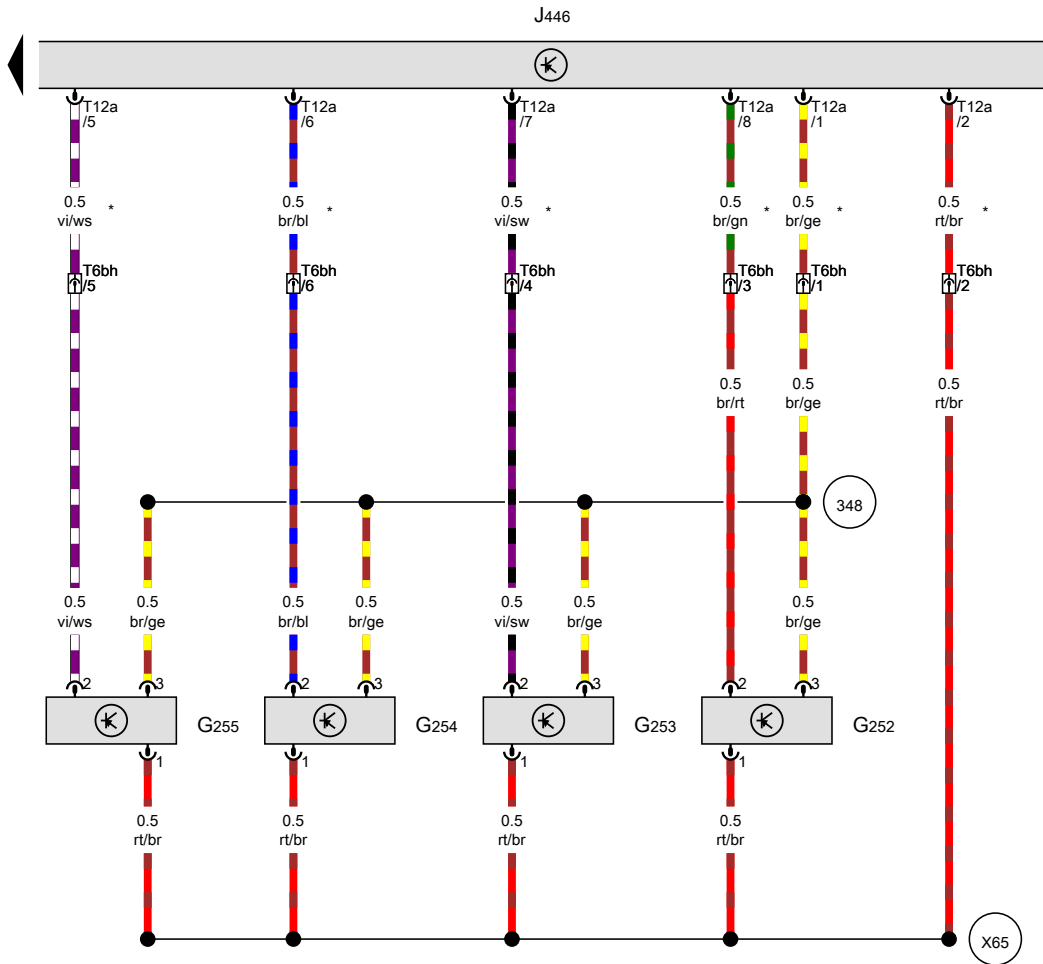 J446
T12a T12a T12a T12a T12a T12a
/5 /6 /7 /8 /1 /2
0.5 0.5 0.5 0.5 0.5 0.5
vi/ws * br/bl * vi/sw * br/gn * br/ge * rt/br *
T6bh T6bh T6bh T6bh T6bh T6bh
/5 /6 /4 /3 /1 /2
0.5 0.5 0.5
br/rt br/ge rt/br
348
0.5 0.5 0.5 0.5 0.5 0.5 0.5
vi/ws br/ge br/bl br/ge vi/sw br/ge br/ge
2 3 2 3 2 3 2 3
G255 G254 G253 G252
1 1 1 1
0.5 0.5 0.5 0.5
rt/br rt/br rt/br rt/br
X65